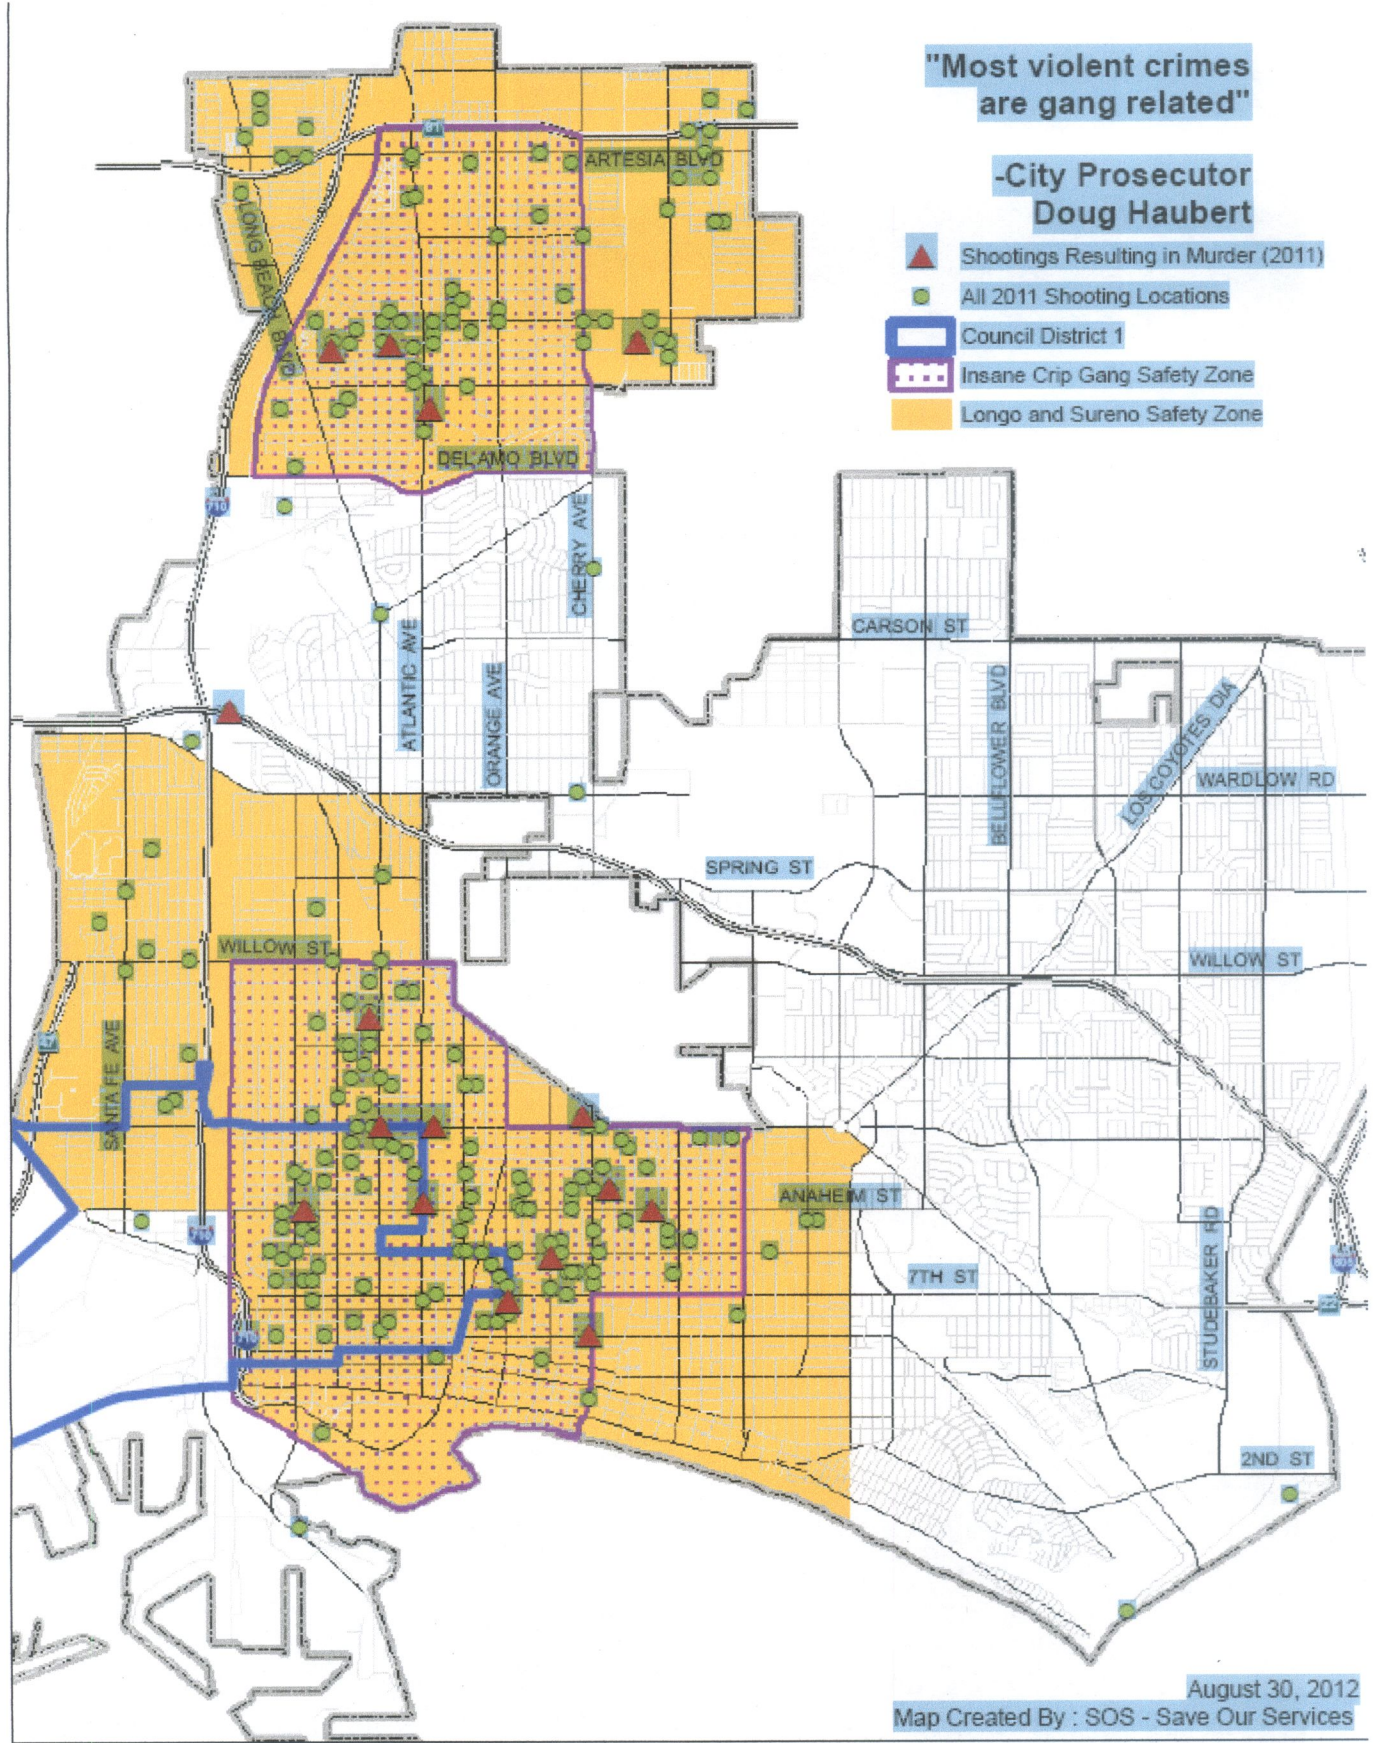 "Most violent crimes
are gang related"
-City Prosecutor
Doug Haubert
Shootings Resulting in Murder (2011)
All 2011 Shooting Locations
Council District 1
Insane Crip Gang Safety Zone
Longo and Sureno Safety Zone
91
ARTESIA BLVD
LONG BEACH BLVD
DEL AMO BLVD
710
CHERRY AVE
CARSON ST
ATLANTIC AVE
ORANGE AVE
BELLFLOWER BLVD
LOS COYOTES DIA
WARDLOW RD
SPRING ST
WILLOW ST
WILLOW ST
SANTA FE AVE
ANAHEIM ST
710
STUDEBAKER RD
7TH ST
605
710
2ND ST
August 30, 2012
Map Created By : SOS - Save Our Services